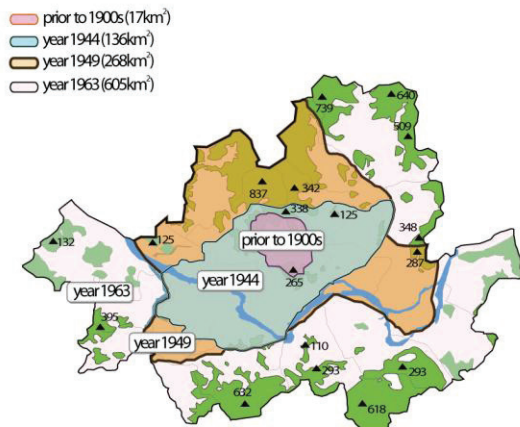 prior to 1900s (17km²)
year 1944 (136km²)
year 1949 (268km²)
year 1963 (605km²)
739
640
509
837
342
338
125
348
132
125
prior to 1900s
287
265
year 1944
year 1963
395
year 1949
110
293
293
632
618